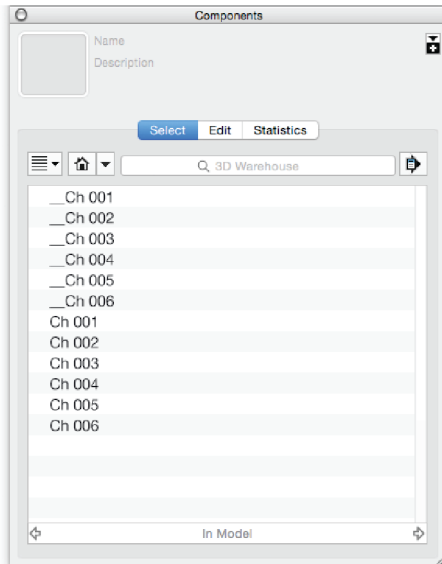 Components
Name
Description
Select Edit Statistics
3D Warehouse
__Ch 001
__Ch 002
__Ch 003
__Ch 004
__Ch 005
__Ch 006
Ch 001
Ch 002
Ch 003
Ch 004
Ch 005
Ch 006
In Model